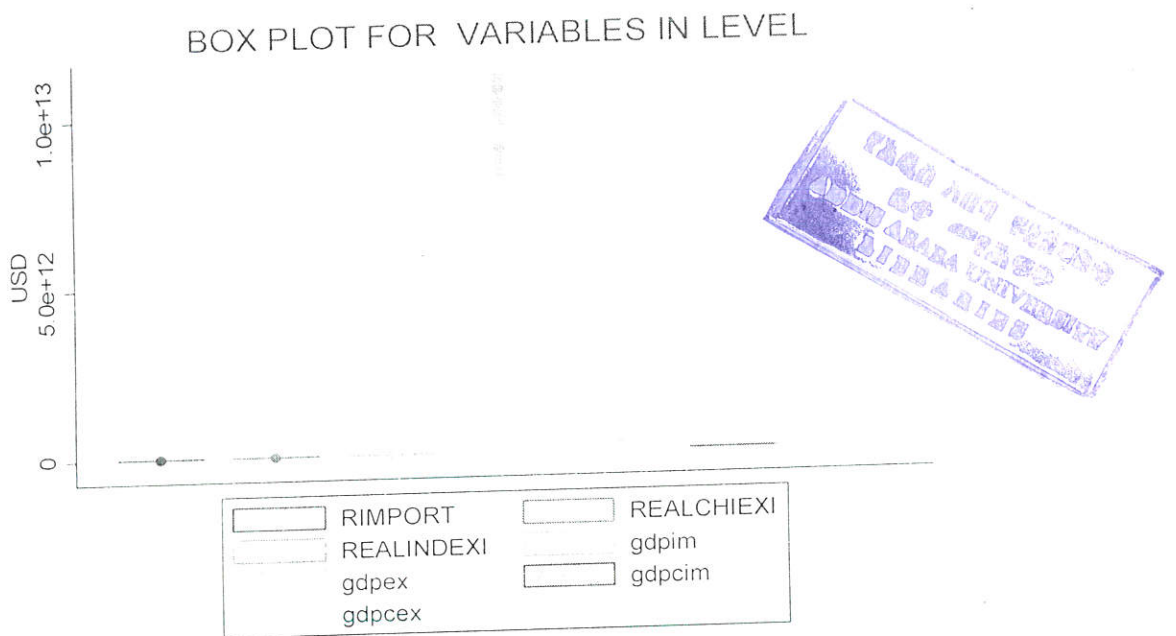 BOX PLOT FOR VARIABLES IN LEVEL
USD
1.0e+13
5.0e+12
0
RIMPORT
REALCHIEXI
REALINDEXI
gdpim
gdpex
gdpcim
gdpcex